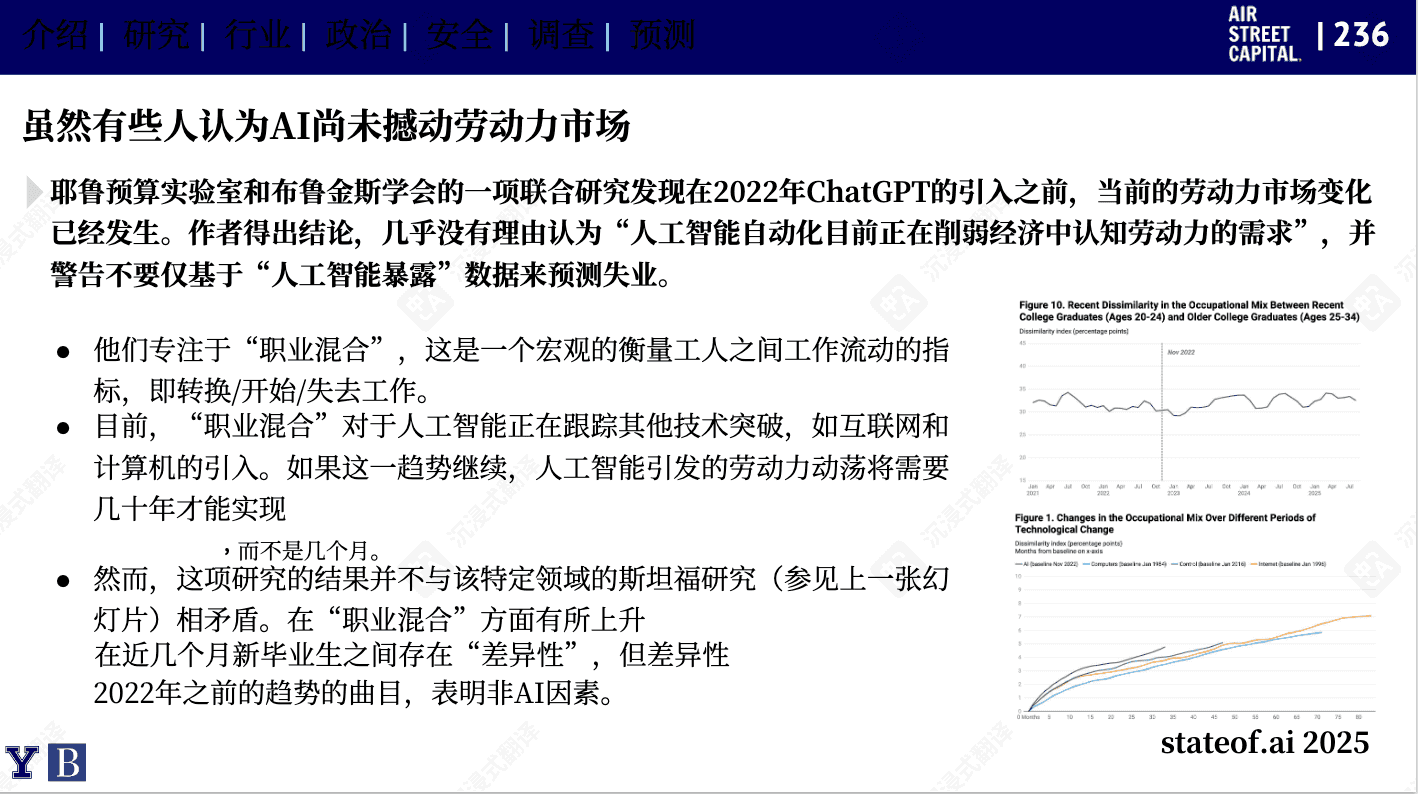 介绍 | 研究 | 行业 | 政治 | 安全 | 调查 | 预测
AIR
STREET
CAPITAL.
| 236
虽然有些人认为AI尚未撼动劳动力市场
耶鲁预算实验室和布鲁金斯学会的一项联合研究发现在2022年ChatGPT的引入之前，当前的劳动力市场变化
已经发生。作者得出结论，几乎没有理由认为“人工智能自动化目前正在削弱经济中认知劳动力的需求”，并
警告不要仅基于“人工智能暴露”数据来预测失业。
● 他们专注于“职业混合”，这是一个宏观的衡量工人之间工作流动的指
标，即转换/开始/失去工作。
● 目前，“职业混合”对于人工智能正在跟踪其他技术突破，如互联网和
计算机的引入。如果这一趋势继续，人工智能引发的劳动力动荡将需要
几十年才能实现
，而不是几个月。
● 然而，这项研究的结果并不与该特定领域的斯坦福研究（参见上一张幻
灯片）相矛盾。在“职业混合”方面有所上升
在近几个月新毕业生之间存在“差异性”，但差异性
2022年之前的趋势的曲目，表明非AI因素。
Figure 10. Recent Dissimilarity in the Occupational Mix Between Recent
College Graduates (Ages 20-24) and Older College Graduates (Ages 25-34)
Dissimilarity index (percentage points)
Nov 2022
45
40
35
30
25
20
15
Jan Apr Jul Oct Jan Apr Jul Oct Jan Apr Jul Oct Jan Apr Jul Oct Jan Apr Jul
2021 2022 2023 2024 2025
Figure 1. Changes in the Occupational Mix Over Different Periods of
Technological Change
Dissimilarity index (percentage points)
Months from baseline on x-axis
AI (baseline Nov 2022) Computers (baseline Jan 1984) Control (baseline Jan 2016) Internet (baseline Jan 1996)
10
9
8
7
6
5
4
3
2
1
0
0 Months 5 10 15 20 25 30 35 40 45 50 55 60 65 70 75 80
stateof.ai 2025
Y B
沉浸式翻译